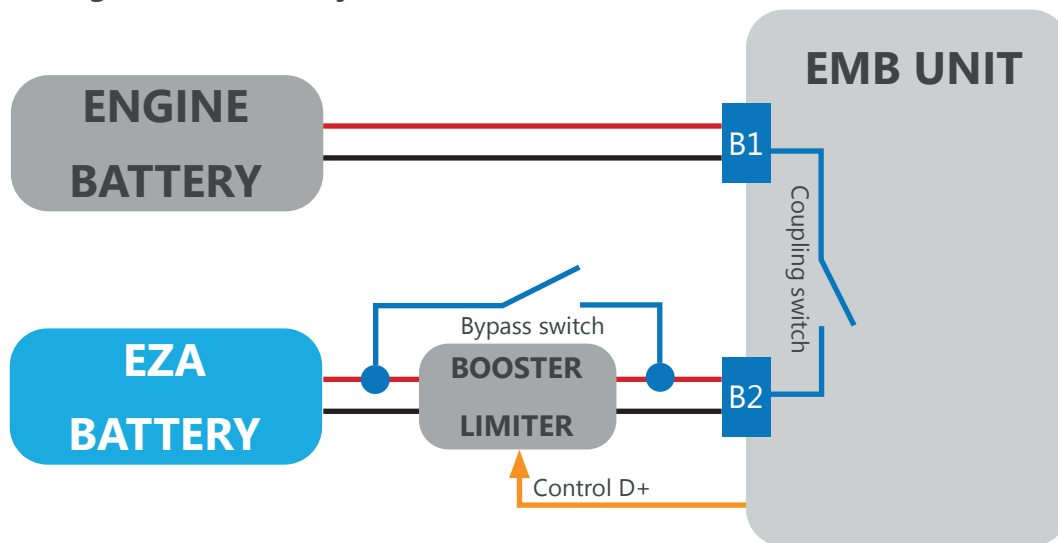 ENGINE
BATTERY
EMB UNIT
B1
Coupling switch
Bypass switch
EZA
BATTERY
BOOSTER
LIMITER
B2
Control D+